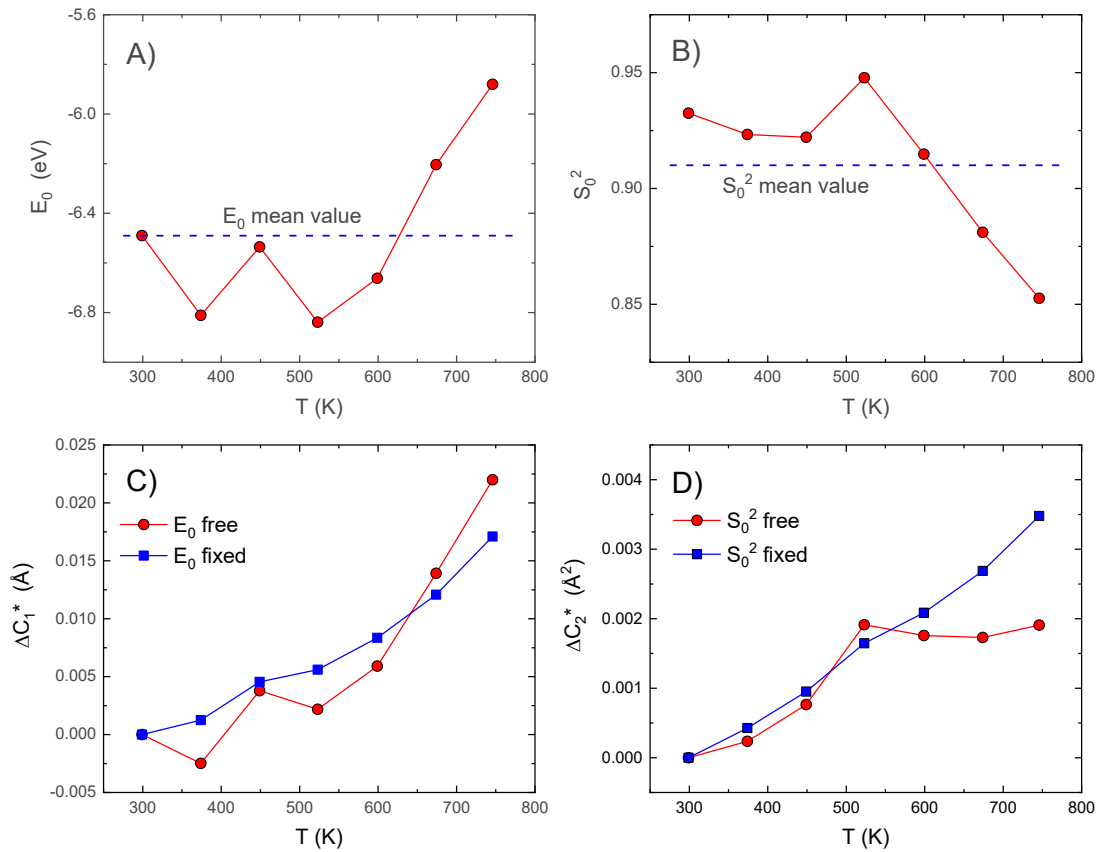 A)
E₀ (eV)
-5.6
-6.0
-6.4
-6.8
E₀ mean value
300 400 500 600 700 800
T (K)
B)
S₀²
0.95
0.90
0.85
S₀² mean value
300 400 500 600 700 800
T (K)
C)
ΔC₁* (Å)
0.025
0.020
0.015
0.010
0.005
0.000
-0.005
E₀ free
E₀ fixed
300 400 500 600 700 800
T (K)
D)
ΔC₂* (Å²)
0.004
0.003
0.002
0.001
0.000
S₀² free
S₀² fixed
300 400 500 600 700 800
T (K)